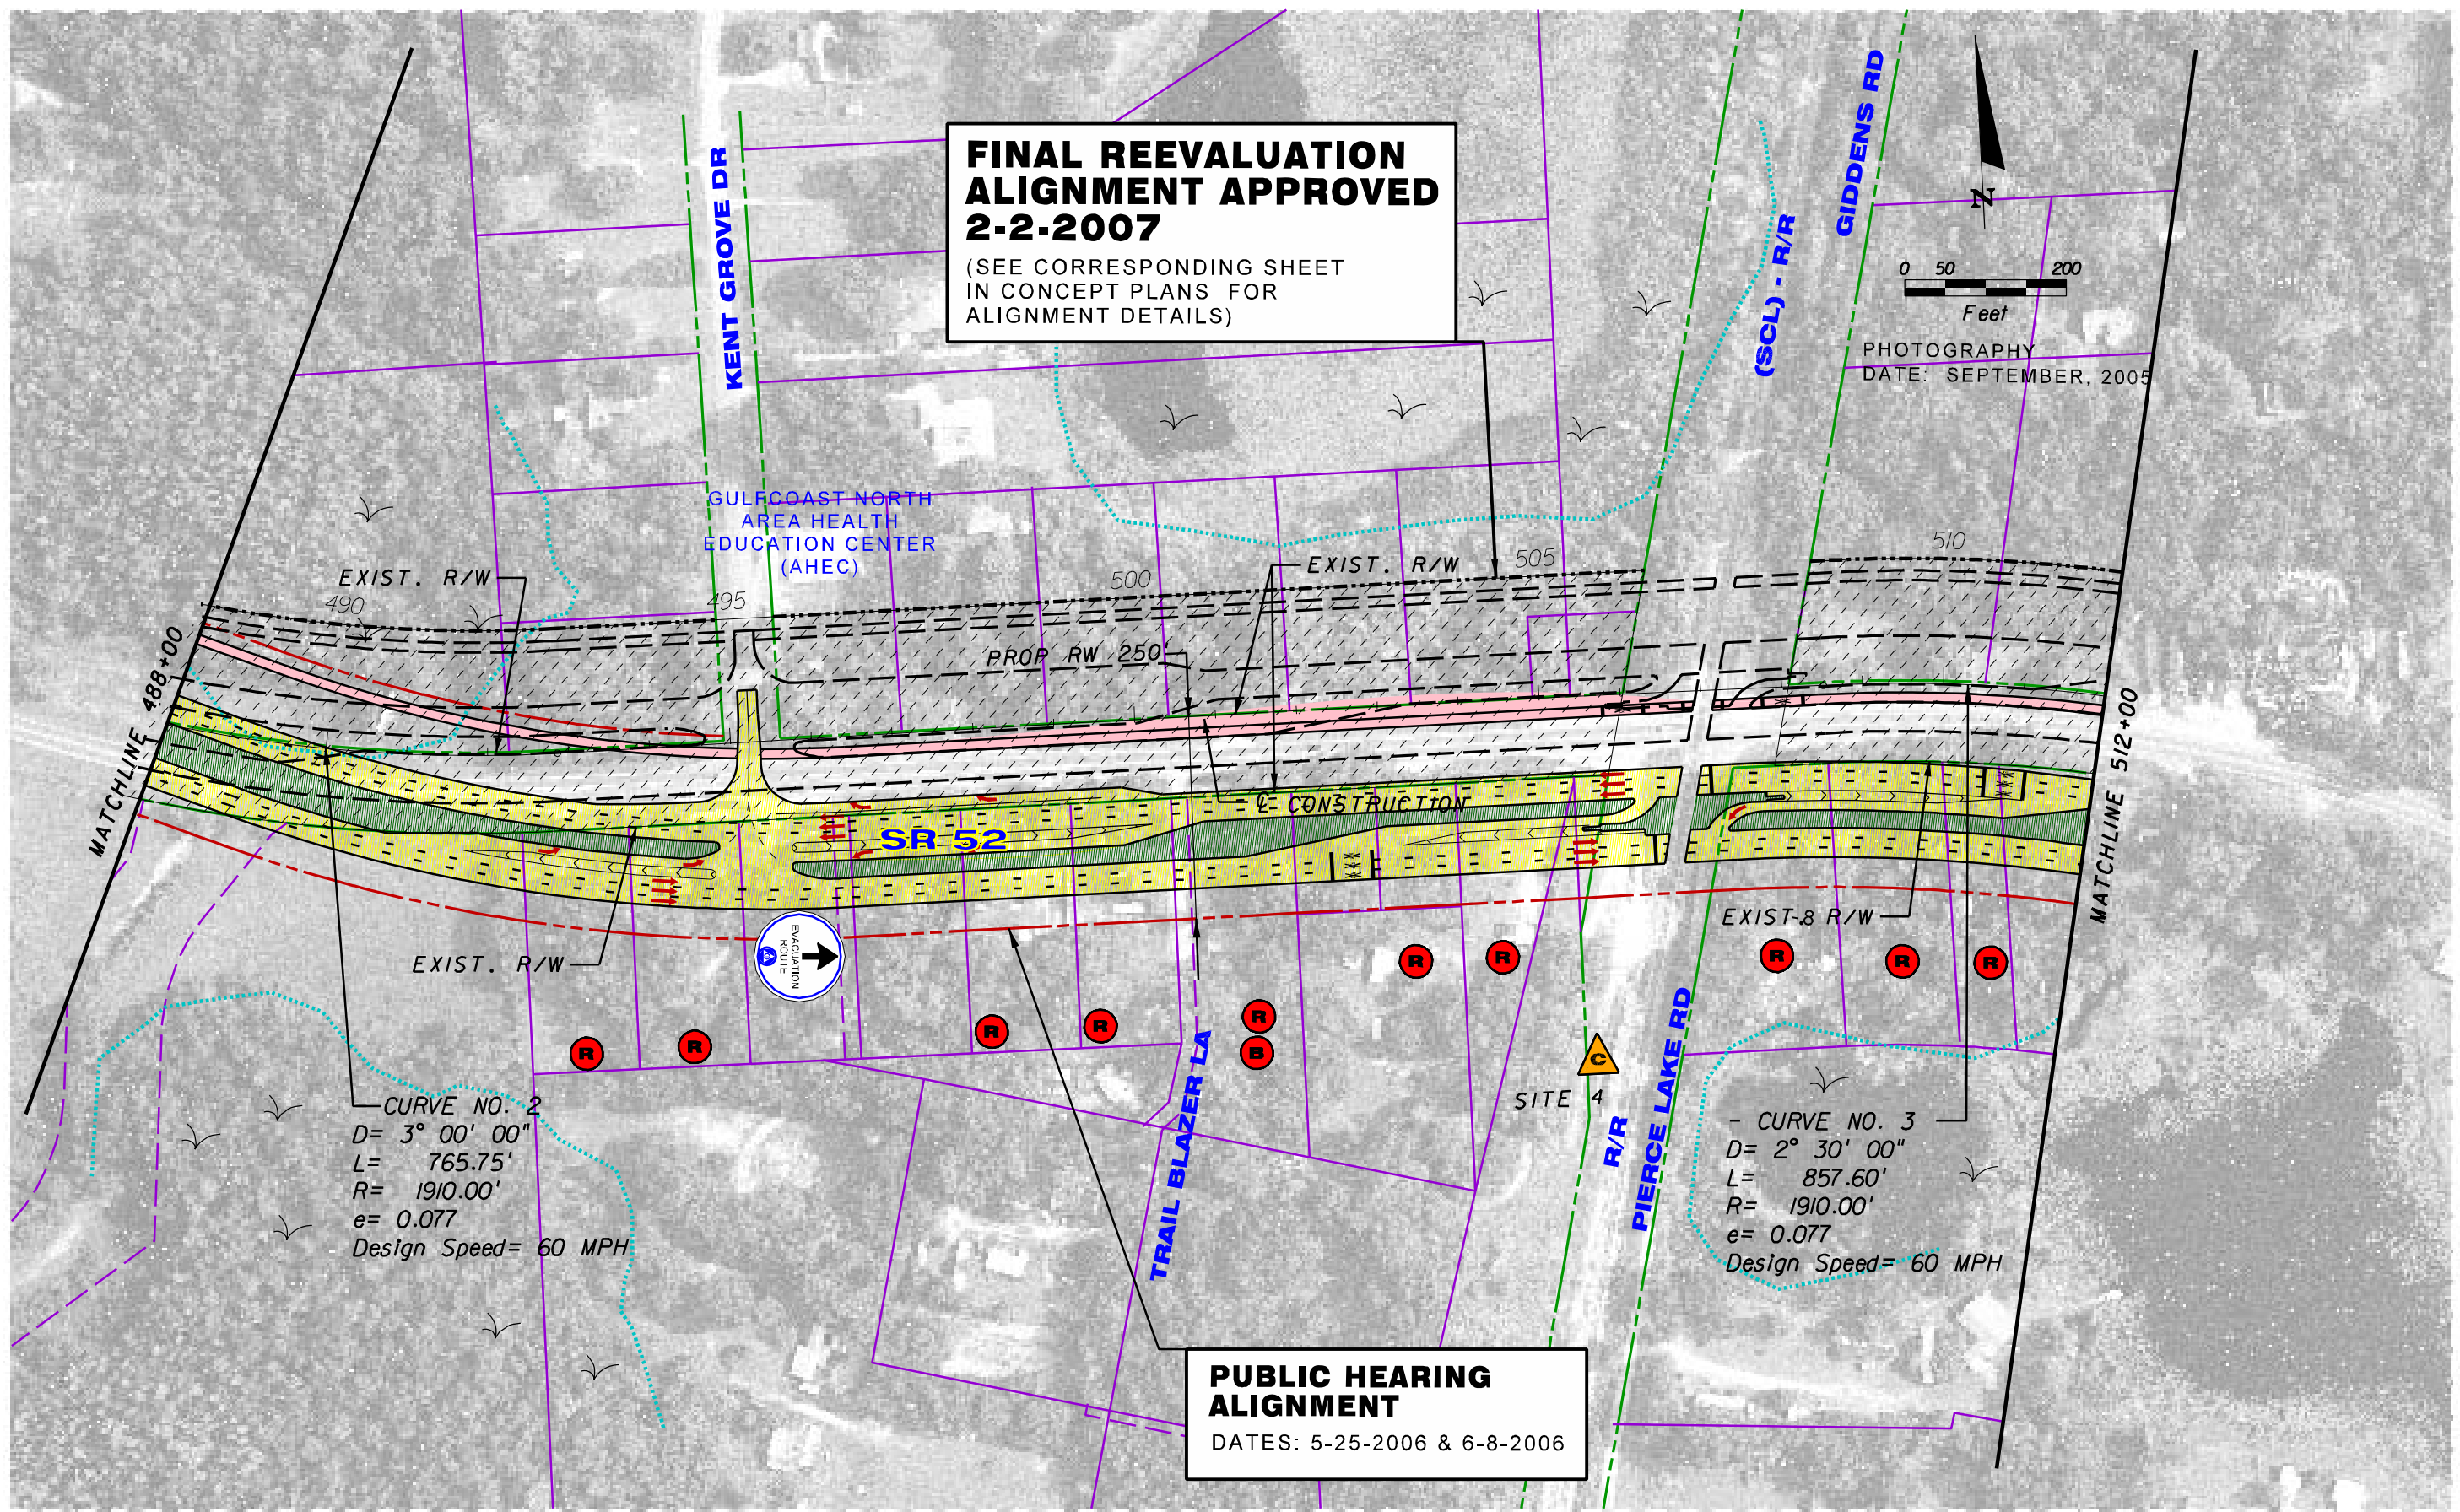 FINAL REEVALUATION
ALIGNMENT APPROVED
2-2-2007
(SEE CORRESPONDING SHEET
IN CONCEPT PLANS FOR
ALIGNMENT DETAILS)
KENT GROVE DR
(SCL) - R/R
GIDDENS RD
N
0 50 200
Feet
PHOTOGRAPHY
DATE: SEPTEMBER, 2005
GULFCOAST NORTH
AREA HEALTH
EDUCATION CENTER
(AHEC)
EXIST. R/W
EXIST. R/W
490
495
500
505
510
PROP RW 250'
MATCHLINE 488+00
MATCHLINE 512+00
℄ CONSTRUCTION
SR 52
EXIST. R/W
EXIST.8 R/W
EVACUATION
ROUTE
R
R
R
R
R
B
R
R
R
R
R
C
SITE 4
TRAIL BLAZER LA
R/R
PIERCE LAKE RD
CURVE NO. 2
D= 3° 00' 00"
L= 765.75'
R= 1910.00'
e= 0.077
Design Speed= 60 MPH
- CURVE NO. 3
D= 2° 30' 00"
L= 857.60'
R= 1910.00'
e= 0.077
Design Speed= 60 MPH
PUBLIC HEARING
ALIGNMENT
DATES: 5-25-2006 & 6-8-2006